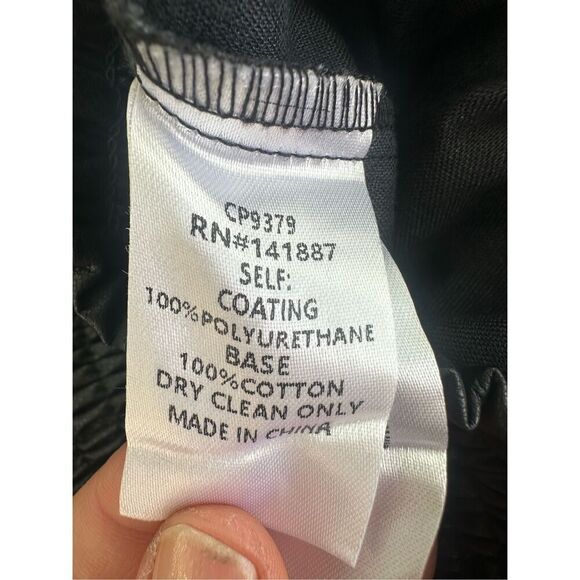 CP9379
RN#141887
SELF:
COATING
100%POLYURETHANE
BASE
100%COTTON
DRY CLEAN ONLY
MADE IN CHINA